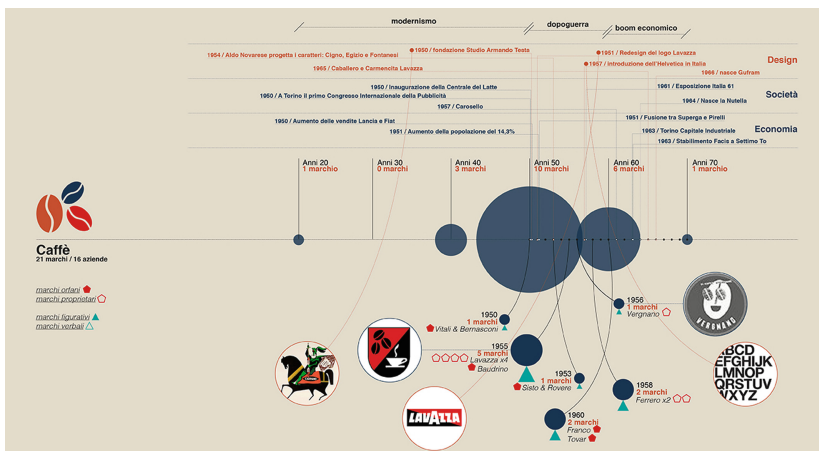 modernismo
dopoguerra
boom economico
1950 / fondazione Studio Armando Testa
1951 / Redesign del logo Lavazza
1954 / Aldo Novarese progetta i caratteri: Cigno, Egizio e Fontanesi
1957 / introduzione dell'Helvetica in Italia
Design
1965 / Caballero e Carmencita Lavazza
1966 / nasce Gufram
1950 / Inaugurazione della Centrale del Latte
1961 / Esposizione Italia 61
1950 / A Torino il primo Congresso Internazionale della Pubblicità
Società
1964 / Nasce la Nutella
1957 / Carosello
1950 / Aumento delle vendite Lancia e Fiat
1951 / Fusione tra Superga e Pirelli
1951 / Aumento della popolazione del 14,3%
1963 / Torino Capitale Industriale
Economia
1963 / Stabilimento Facis a Settimo To
Anni 20
1 marchio
Anni 30
0 marchi
Anni 40
3 marchi
Anni 50
10 marchi
Anni 60
6 marchi
Anni 70
1 marchio
Caffè
21 marchi / 16 aziende
marchi orfani
marchi proprietari
marchi figurativi
marchi verbali
1950
1 marchi
Vitali & Bernasconi
1955
5 marchi
Lavazza x4
Baudrino
1953
1 marchi
Sisto & Rovere
1960
2 marchi
Franco
Tovar
1956
1 marchi
Vergnano
1958
2 marchi
Ferrero x2
VERGNANO
LAVAZZA
ABCD
EFGHIJK
LMNOP
QRSTUV
WXYZ